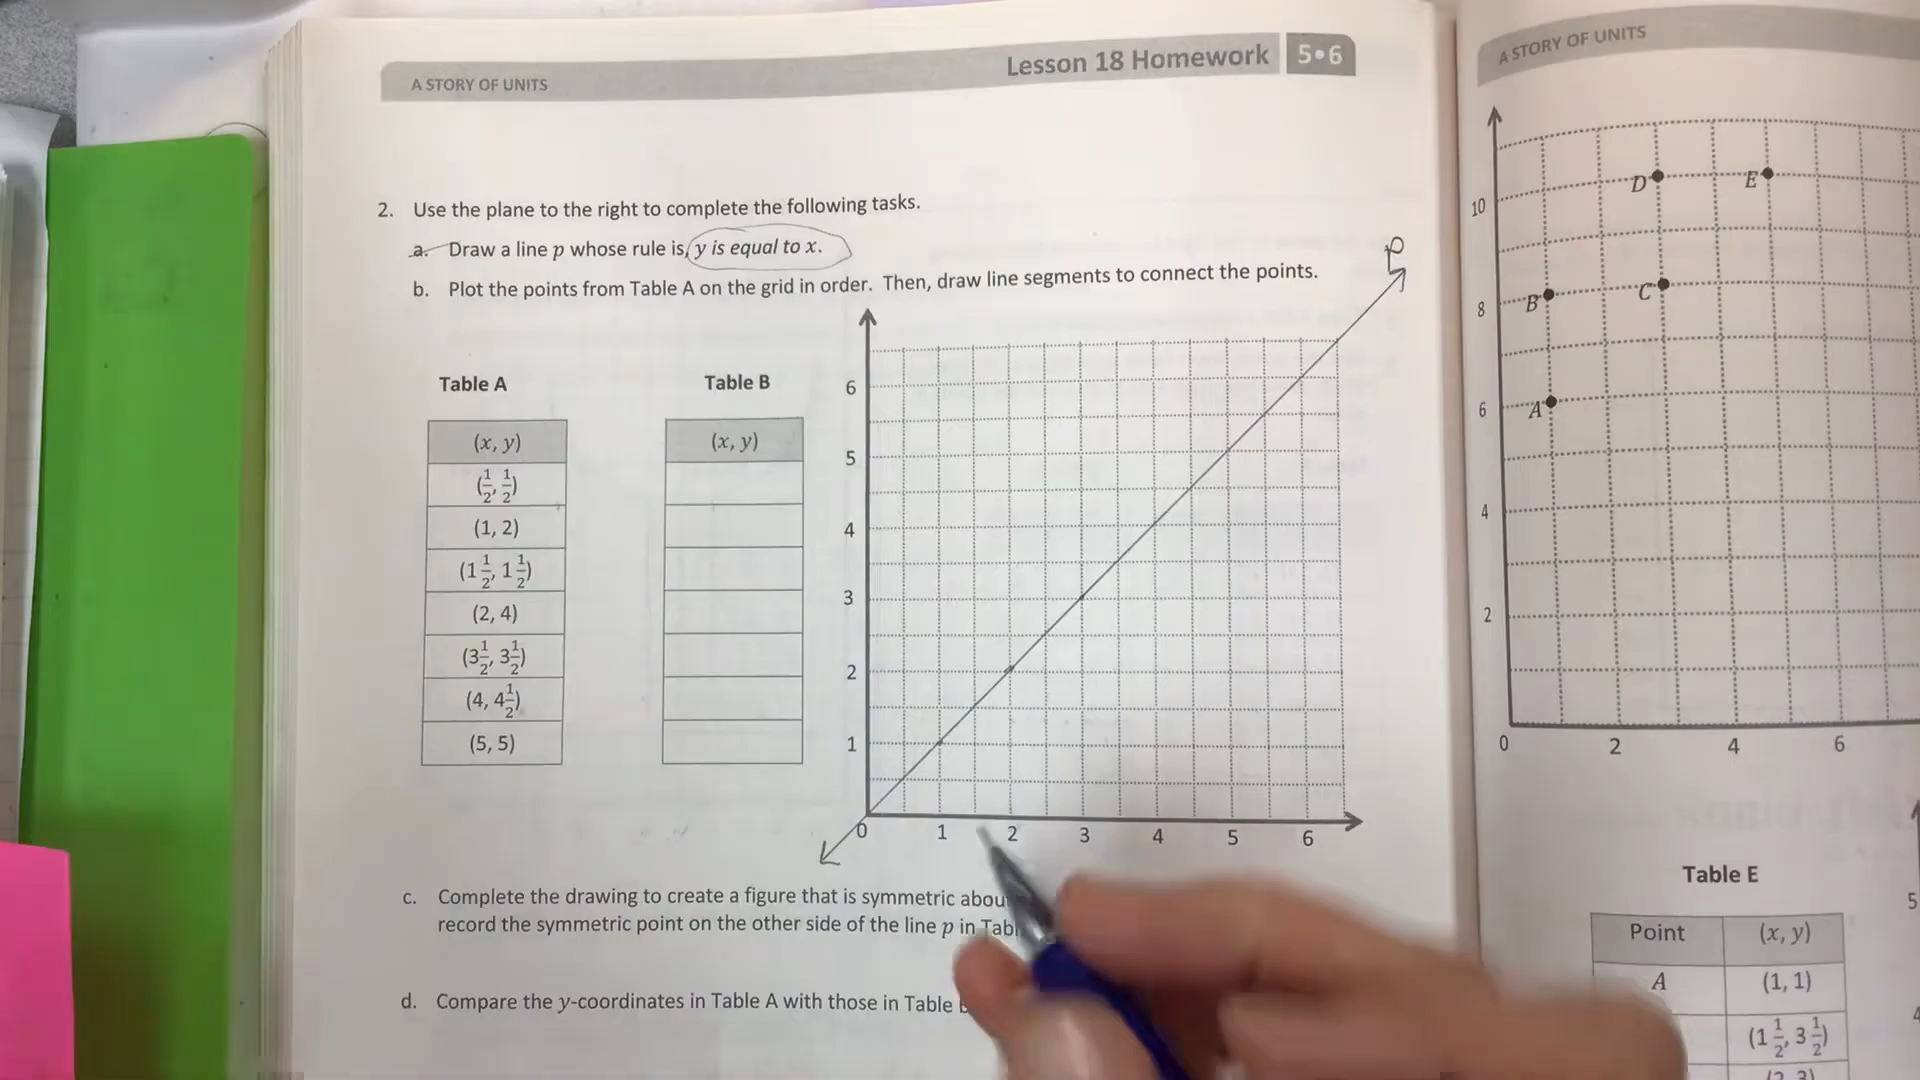 A STORY OF UNITS
Lesson 18 Homework 5•6
2. Use the plane to the right to complete the following tasks.
a. Draw a line p whose rule is, y is equal to x.
b. Plot the points from Table A on the grid in order. Then, draw line segments to connect the points.
p
Table A
(x, y)
(1/2, 1/2)
(1, 2)
(1 1/2, 1 1/2)
(2, 4)
(3 1/2, 3 1/2)
(4, 4 1/2)
(5, 5)
Table B
(x, y)
6
5
4
3
2
1
0 1 2 3 4 5 6
c. Complete the drawing to create a figure that is symmetric
record the symmetric point on the other side of the line p in
d. Compare the y-coordinates in Table A with those in Table
A STORY OF UNITS
10
8
6
4
2
D E
B C
A
0 2 4 6
Table E
5
Point (x, y)
A (1, 1)
(1 1/2, 3 1/2)